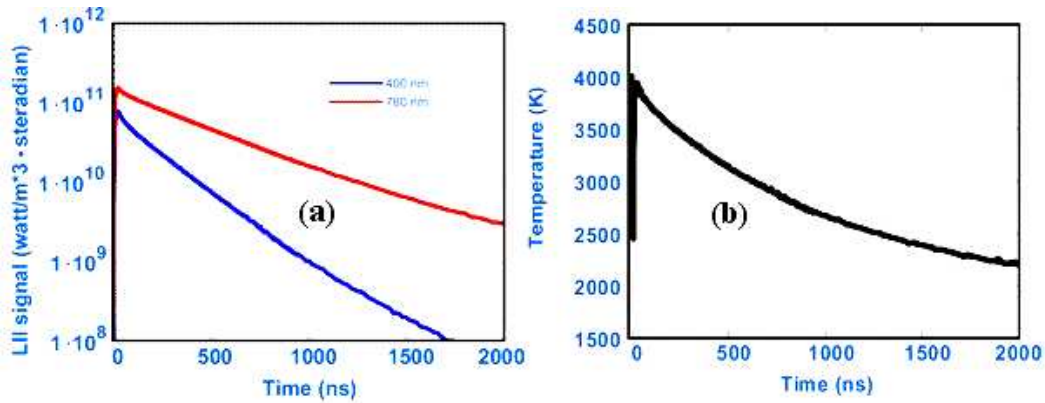 1·10^12
1·10^11
1·10^10
1·10^9
1·10^8
LII signal (watt/m^3 · steradian)
400 nm
780 nm
(a)
0 500 1000 1500 2000
Time (ns)
4500
4000
3500
3000
2500
2000
1500
Temperature (K)
(b)
0 500 1000 1500 2000
Time (ns)